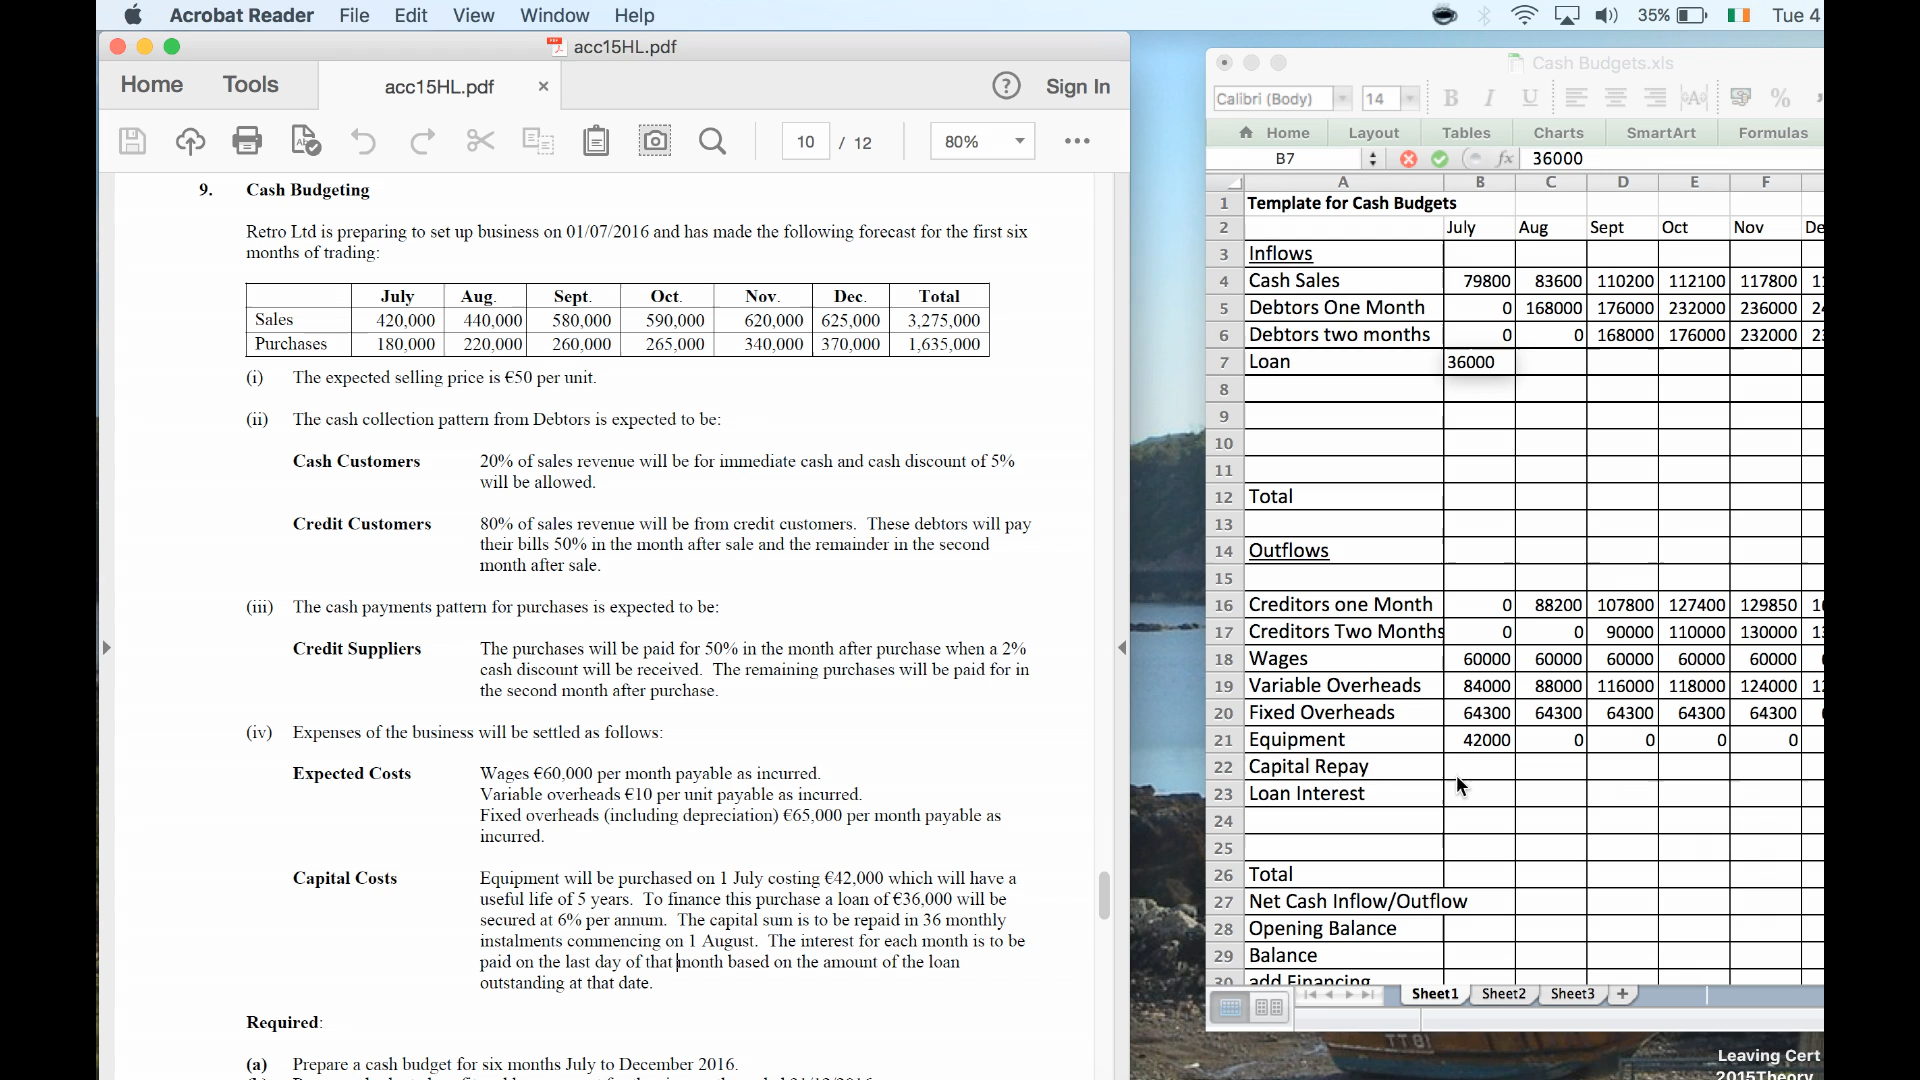 Acrobat Reader File Edit View Window Help 35% Tue 4
acc15HL.pdf
Home Tools acc15HL.pdf × ? Sign In
10 / 12 80%
9. Cash Budgeting
Retro Ltd is preparing to set up business on 01/07/2016 and has made the following forecast for the first six
months of trading:
July Aug. Sept. Oct. Nov. Dec. Total
Sales 420,000 440,000 580,000 590,000 620,000 625,000 3,275,000
Purchases 180,000 220,000 260,000 265,000 340,000 370,000 1,635,000
(i) The expected selling price is €50 per unit.
(ii) The cash collection pattern from Debtors is expected to be:
Cash Customers 20% of sales revenue will be for immediate cash and cash discount of 5%
will be allowed.
Credit Customers 80% of sales revenue will be from credit customers. These debtors will pay
their bills 50% in the month after sale and the remainder in the second
month after sale.
(iii) The cash payments pattern for purchases is expected to be:
Credit Suppliers The purchases will be paid for 50% in the month after purchase when a 2%
cash discount will be received. The remaining purchases will be paid for in
the second month after purchase.
(iv) Expenses of the business will be settled as follows:
Expected Costs Wages €60,000 per month payable as incurred.
Variable overheads €10 per unit payable as incurred.
Fixed overheads (including depreciation) €65,000 per month payable as
incurred.
Capital Costs Equipment will be purchased on 1 July costing €42,000 which will have a
useful life of 5 years. To finance this purchase a loan of €36,000 will be
secured at 6% per annum. The capital sum is to be repaid in 36 monthly
instalments commencing on 1 August. The interest for each month is to be
paid on the last day of that month based on the amount of the loan
outstanding at that date.
Required:
(a) Prepare a cash budget for six months July to December 2016.
Cash Budgets.xls
Calibri (Body) 14 B I U %
Home Layout Tables Charts SmartArt Formulas
B7 fx 36000
A B C D E F
1 Template for Cash Budgets
2 July Aug Sept Oct Nov De
3 Inflows
4 Cash Sales 79800 83600 110200 112100 117800
5 Debtors One Month 0 168000 176000 232000 236000
6 Debtors two months 0 0 168000 176000 232000
7 Loan 36000
8
9
10
11
12 Total
13
14 Outflows
15
16 Creditors one Month 0 88200 107800 127400 129850
17 Creditors Two Months 0 0 90000 110000 130000
18 Wages 60000 60000 60000 60000 60000
19 Variable Overheads 84000 88000 116000 118000 124000
20 Fixed Overheads 64300 64300 64300 64300 64300
21 Equipment 42000 0 0 0 0
22 Capital Repay
23 Loan Interest
24
25
26 Total
27 Net Cash Inflow/Outflow
28 Opening Balance
29 Balance
30 add Financing
Sheet1 Sheet2 Sheet3 +
TT 81
Leaving Cert
2015Theory